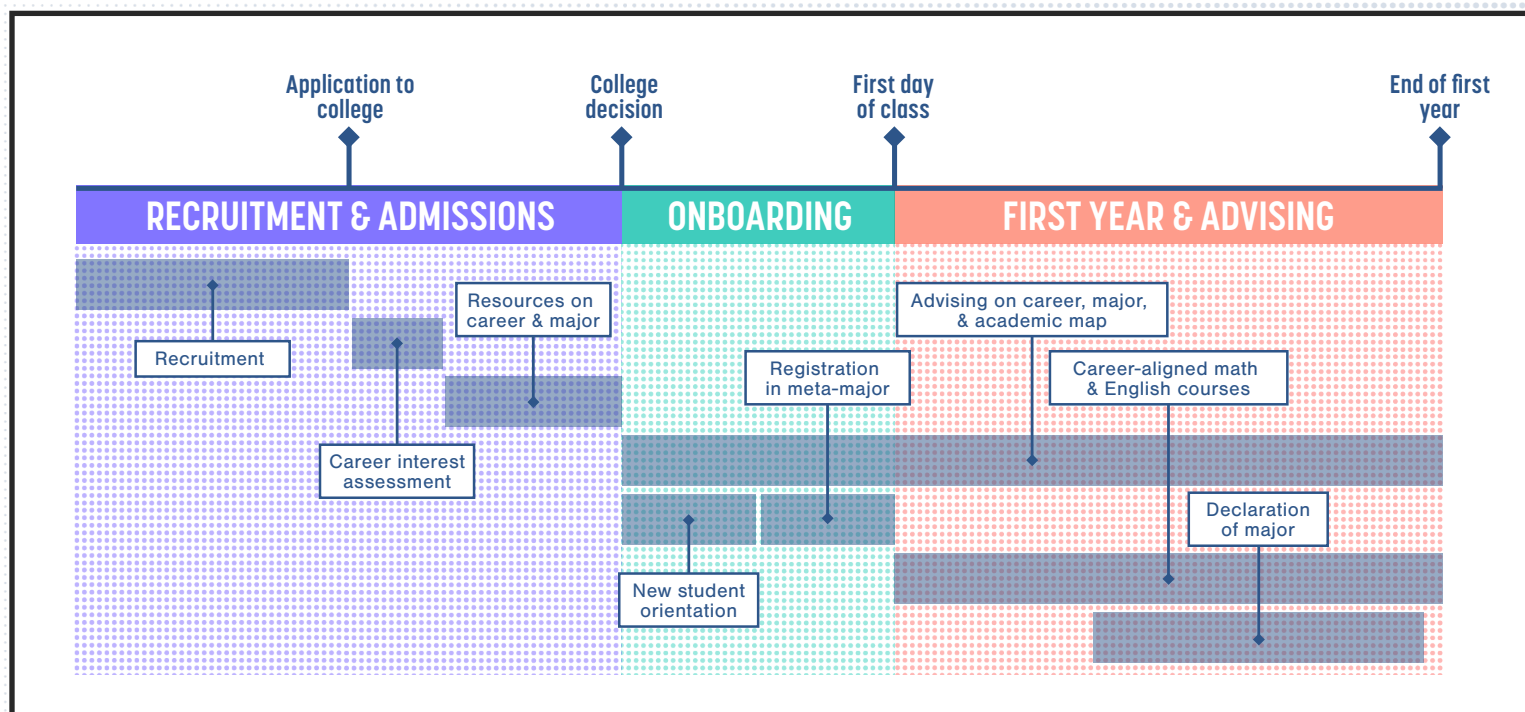 Application to
college
College
decision
First day
of class
End of first
year
RECRUITMENT & ADMISSIONS
ONBOARDING
FIRST YEAR & ADVISING
Recruitment
Career interest
assessment
Resources on
career & major
New student
orientation
Registration
in meta-major
Advising on career, major,
& academic map
Career-aligned math
& English courses
Declaration
of major